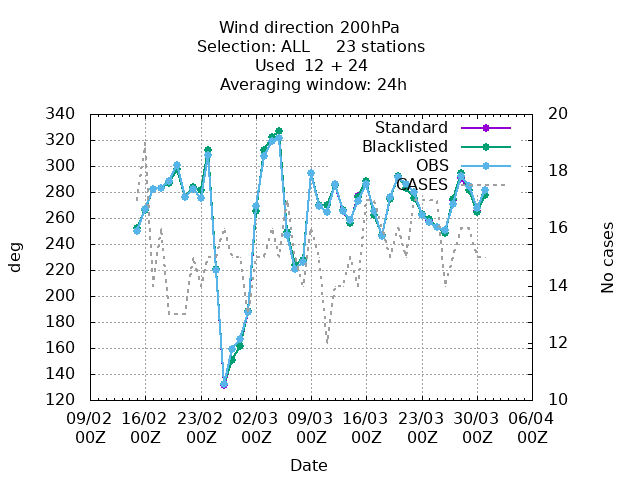 Wind direction 200hPa
Selection: ALL 23 stations
Used 12 + 24
Averaging window: 24h
340
320
300
280
260
240
220
200
180
160
140
120
deg
20
18
16
14
12
10
No cases
Standard
Blacklisted
OBS
CASES
09/02 16/02 23/02 02/03 09/03 16/03 23/03 30/03 06/04
00Z 00Z 00Z 00Z 00Z 00Z 00Z 00Z 00Z
Date